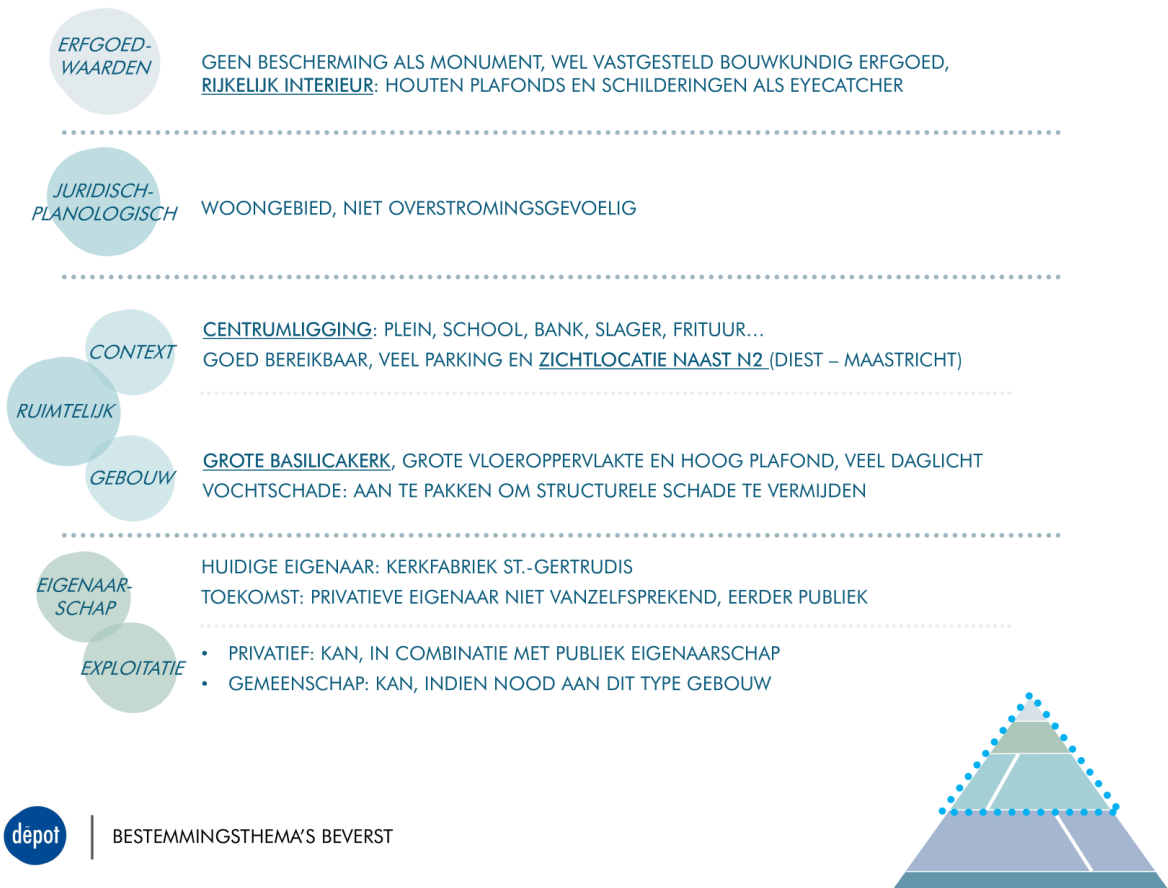 ERFGOED-
WAARDEN
GEEN BESCHERMING ALS MONUMENT, WEL VASTGESTELD BOUWKUNDIG ERFGOED,
RIJKELIJK INTERIEUR: HOUTEN PLAFONDS EN SCHILDERINGEN ALS EYECATCHER
JURIDISCH-
PLANOLOGISCH
WOONGEBIED, NIET OVERSTROMINGSGEVOELIG
RUIMTELIJK
CONTEXT
CENTRUMLIGGING: PLEIN, SCHOOL, BANK, SLAGER, FRITUUR…
GOED BEREIKBAAR, VEEL PARKING EN ZICHTLOCATIE NAAST N2 (DIEST – MAASTRICHT)
GEBOUW
GROTE BASILICAKERK, GROTE VLOEROPPERVLAKTE EN HOOG PLAFOND, VEEL DAGLICHT
VOCHTSCHADE: AAN TE PAKKEN OM STRUCTURELE SCHADE TE VERMIJDEN
EIGENAAR-
SCHAP
HUIDIGE EIGENAAR: KERKFABRIEK ST.-GERTRUDIS
TOEKOMST: PRIVATIEVE EIGENAAR NIET VANZELFSPREKEND, EERDER PUBLIEK
EXPLOITATIE
• PRIVATIEF: KAN, IN COMBINATIE MET PUBLIEK EIGENAARSCHAP
• GEMEENSCHAP: KAN, INDIEN NOOD AAN DIT TYPE GEBOUW
dêpot
BESTEMMINGSTHEMA'S BEVERST